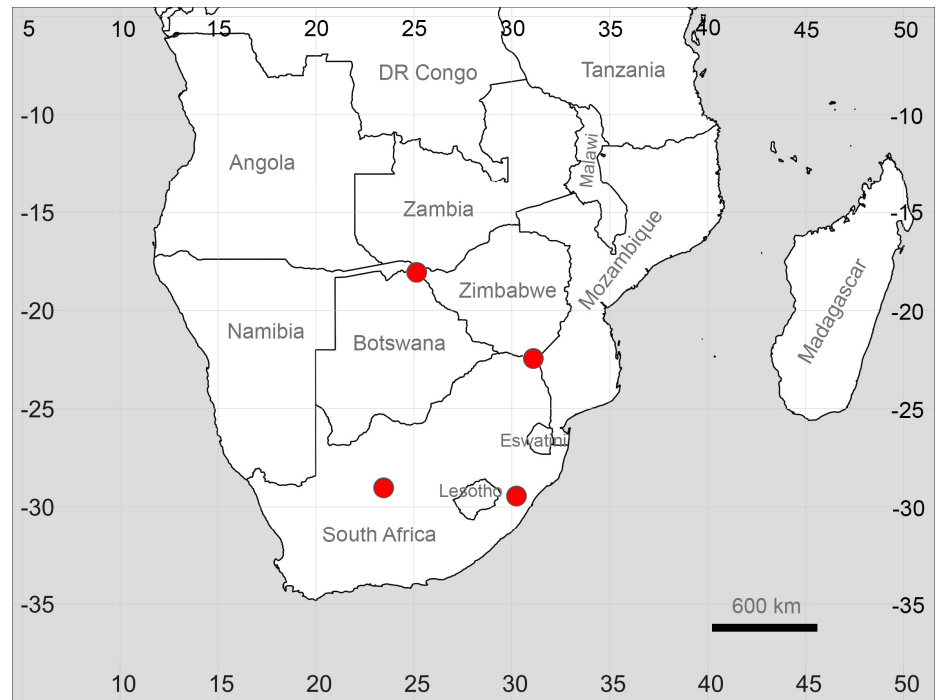 5 10 15 20 25 30 35 40 45 50
DR Congo
Tanzania
-10 -10
Angola
Malawi
Zambia
-15 -15
Mozambique
Zimbabwe
Madagascar
-20 -20
Namibia
Botswana
-25 -25
Eswatini
Lesotho
-30 -30
South Africa
-35 -35
600 km
10 15 20 25 30 35 40 45 50